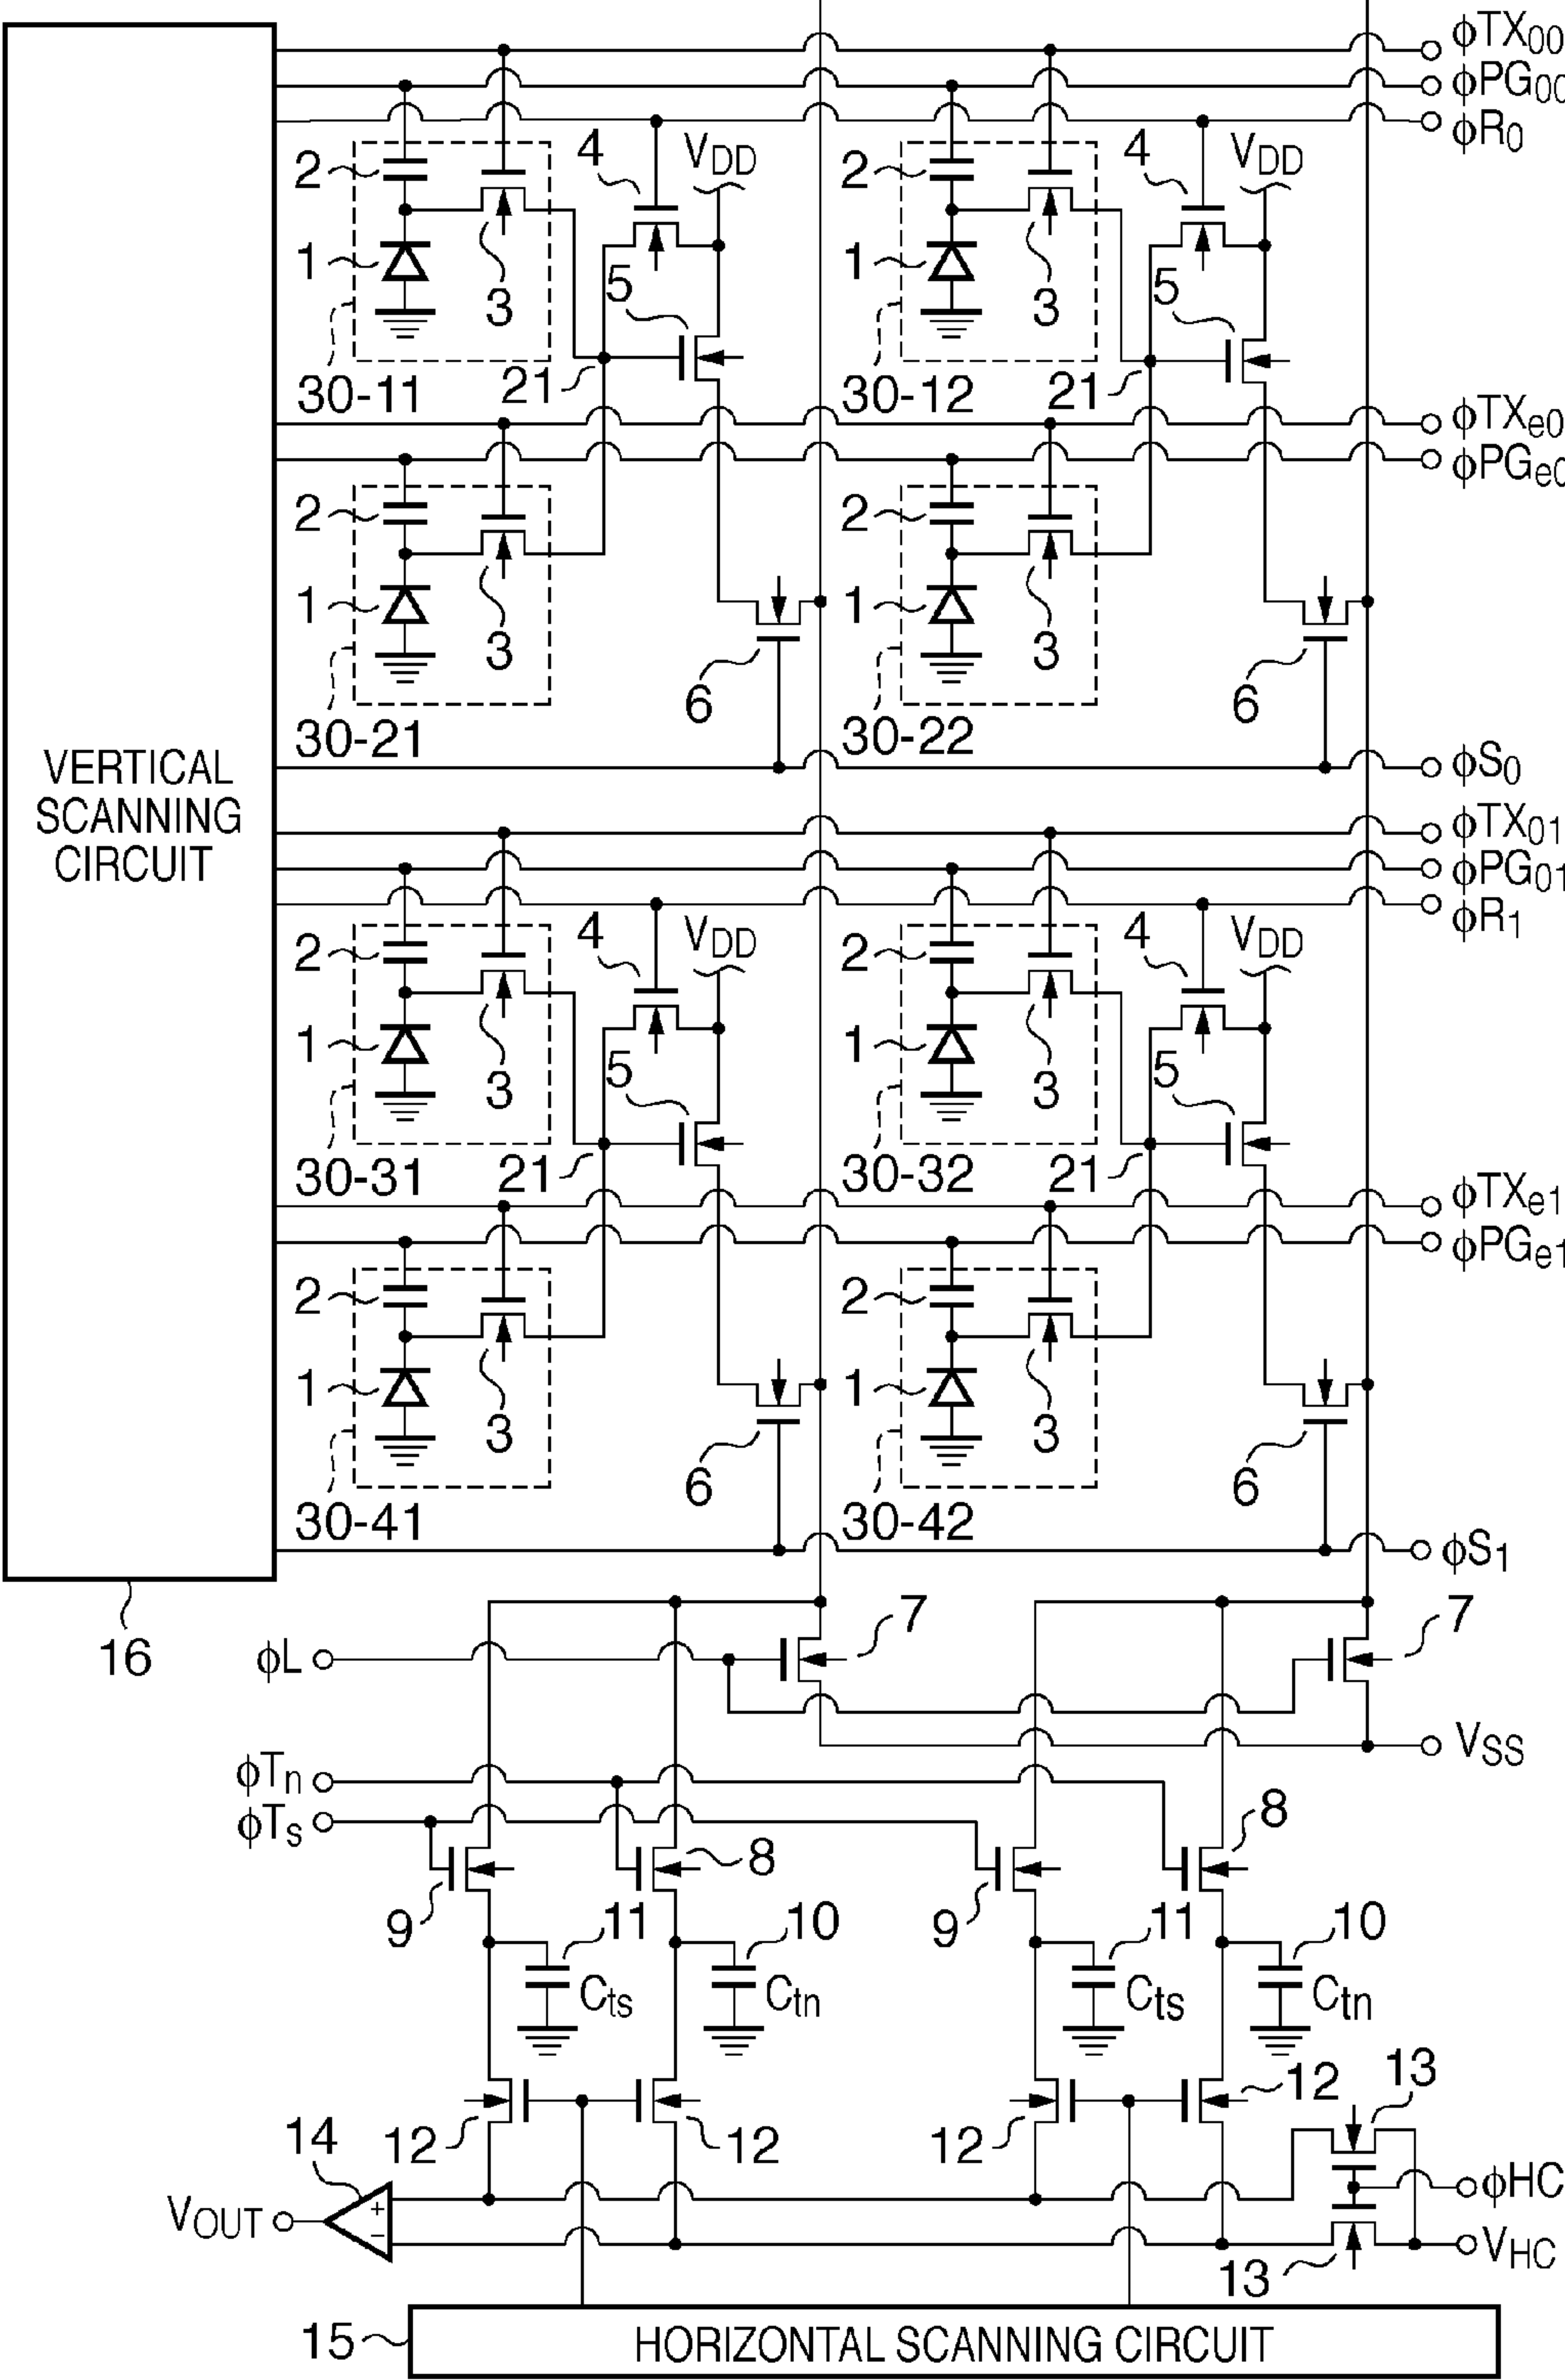 φTX00
φPG00
φR0
2 4 VDD 2 4 VDD
1 3 5 1 3 5
30-11 21 30-12 21
φTXe0
φPGe0
2 2
1 3 1 3
6 6
30-21 30-22
VERTICAL
SCANNING
CIRCUIT
φS0
φTX01
φPG01
φR1
2 4 VDD 2 4 VDD
1 3 5 1 3 5
30-31 21 30-32 21
φTXe1
φPGe1
2 2
1 3 1 3
6 6
30-41 30-42
φS1
16
7 7
φL
VSS
φTn
φTs
8 8
9 9
11 10 11 10
Cts Ctn Cts Ctn
12 12 12 12 13
14
+
−
VOUT
φHC
VHC
13
15 HORIZONTAL SCANNING CIRCUIT